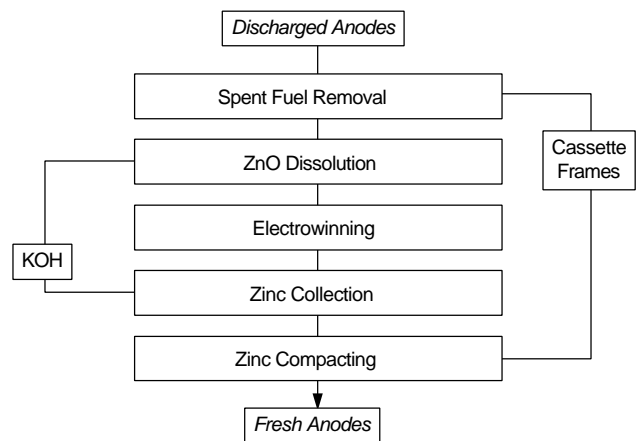 Discharged Anodes
Spent Fuel Removal
Cassette
Frames
ZnO Dissolution
Electrowinning
KOH
Zinc Collection
Zinc Compacting
Fresh Anodes